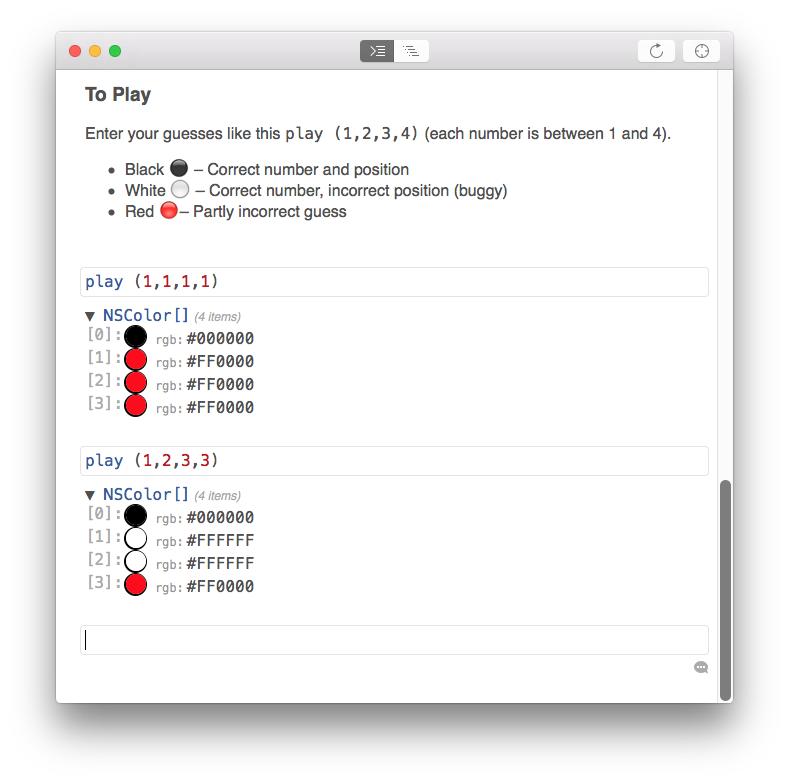 To Play
Enter your guesses like this play (1,2,3,4) (each number is between 1 and 4).
• Black – Correct number and position
• White – Correct number, incorrect position (buggy)
• Red – Partly incorrect guess
play (1,1,1,1)
▼ NSColor[] (4 items)
[0]: rgb: #000000
[1]: rgb: #FF0000
[2]: rgb: #FF0000
[3]: rgb: #FF0000
play (1,2,3,3)
▼ NSColor[] (4 items)
[0]: rgb: #000000
[1]: rgb: #FFFFFF
[2]: rgb: #FFFFFF
[3]: rgb: #FF0000